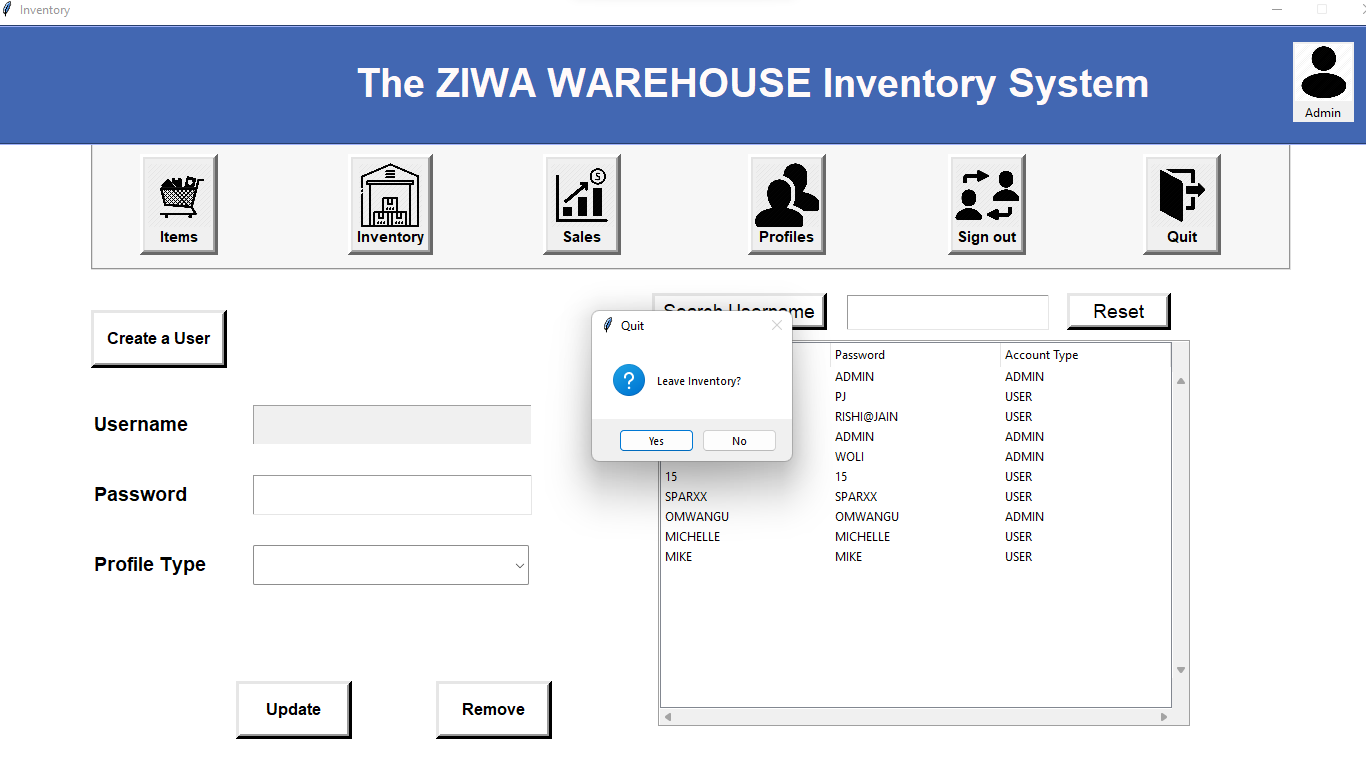 Inventory
The ZIWA WAREHOUSE Inventory System
Admin
Items Inventory Sales Profiles Sign out Quit
Create a User
Search Username Reset
Quit
Leave Inventory?
Yes No
Username
Password
Profile Type
Update Remove
Password Account Type
ADMIN ADMIN
PJ USER
RISHI@JAIN USER
ADMIN ADMIN
WOLI ADMIN
15 15 USER
SPARXX SPARXX USER
OMWANGU OMWANGU ADMIN
MICHELLE MICHELLE USER
MIKE MIKE USER